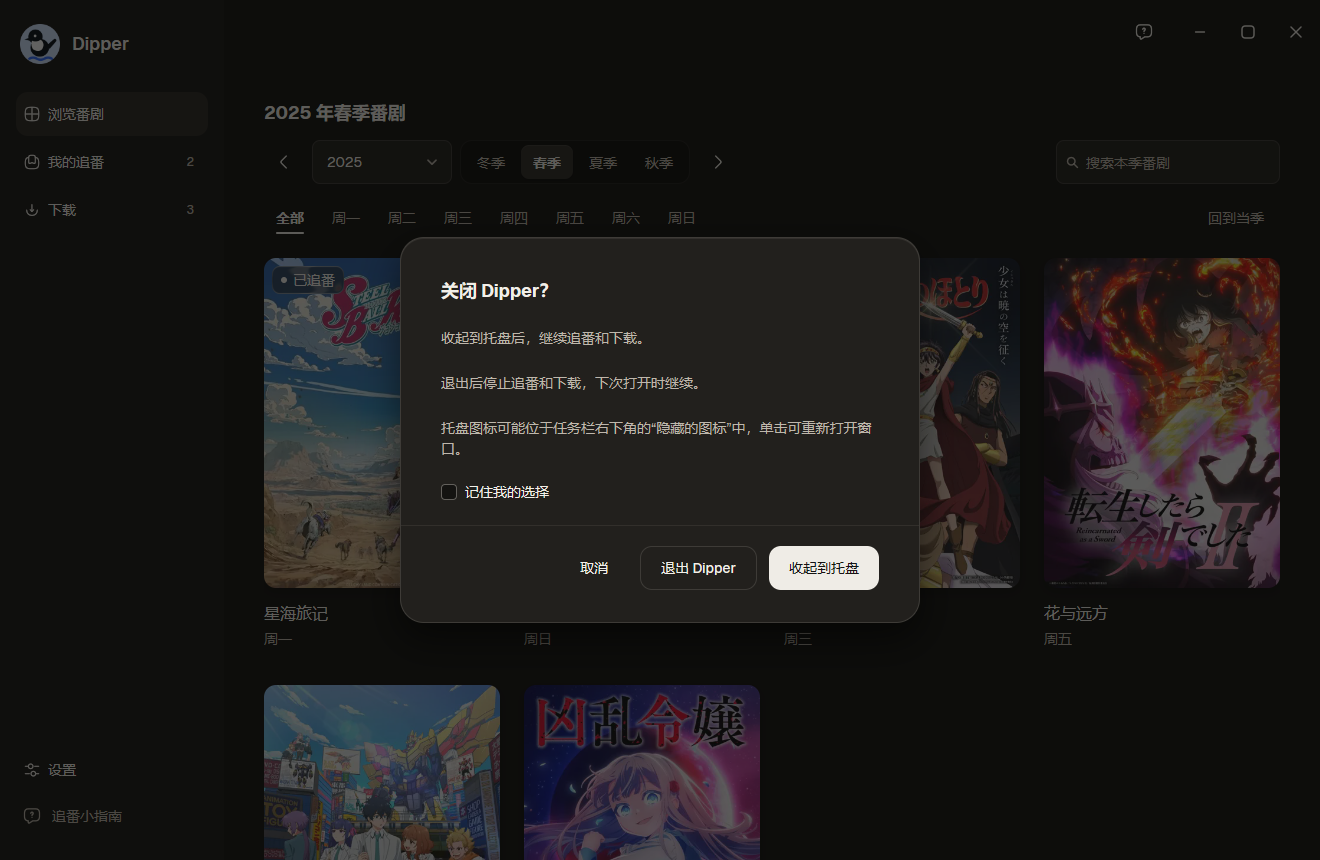 Dipper
浏览番剧
我的追番 2
下载 3
2025 年春季番剧
2025
冬季 春季 夏季 秋季
搜索本季番剧
全部 周一 周二 周三 周四 周五 周六 周日
回到当季
已追番
STEEL
BALL
少女は暁の空を征く
関闭 Dipper?
收起到托盘后，继续追番和下载。
退出后停止追番和下载，下次打开时继续。
托盘图标可能位于任务栏右下角的“隐藏的图标”中，单击可重新打开窗
口。
记住我的选择
取消 退出 Dipper 收起到托盘
転生したら
Reincarnated
as a Sword
剣でした
II
星海旅记
周一
周日
周三
花与远方
周五
凶乱令嬢
TOY
设置
追番小指南